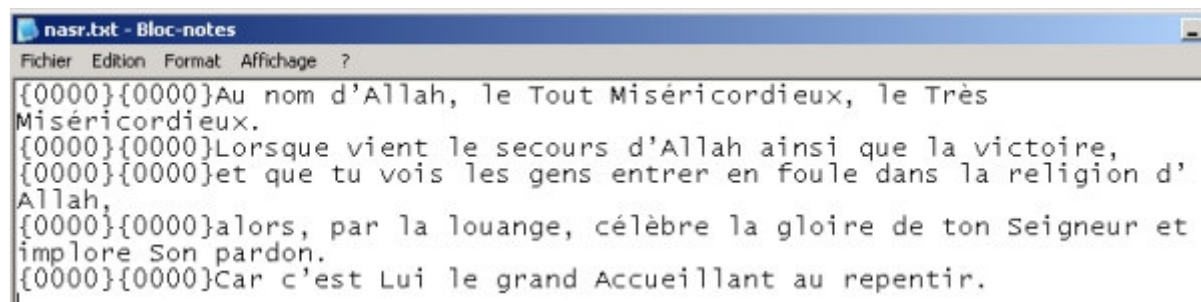 nasr.txt - Bloc-notes
Fichier Edition Format Affichage ?
{0000}{0000}Au nom d’Allah, le Tout Miséricordieux, le Très
Miséricordieux.
{0000}{0000}Lorsque vient le secours d’Allah ainsi que la victoire,
{0000}{0000}et que tu vois les gens entrer en foule dans la religion d’
Allah,
{0000}{0000}alors, par la louange, célèbre la gloire de ton Seigneur et
implore Son pardon.
{0000}{0000}Car c’est Lui le grand Accueillant au repentir.